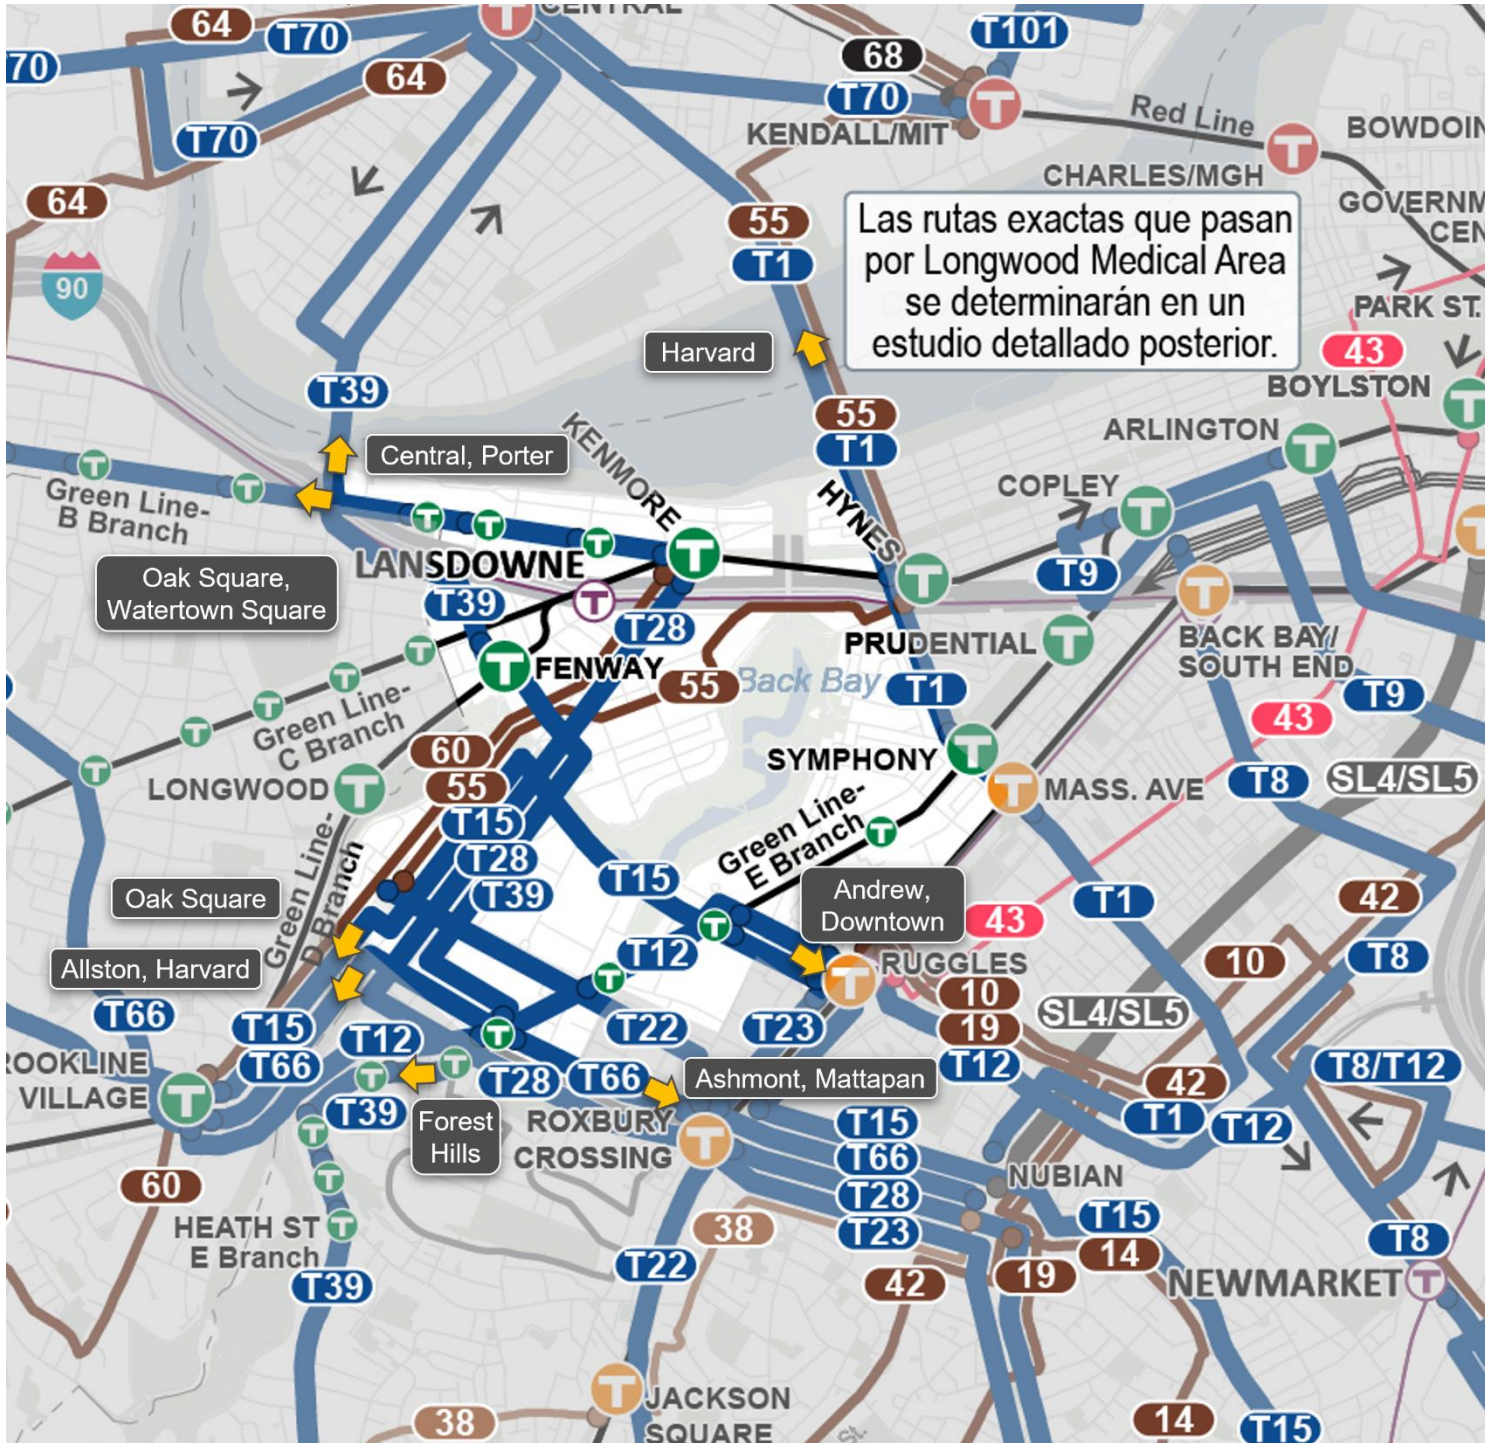 CENTRAL
64
T70
T101
70
68
64
T70
T70
KENDALL/MIT
Red Line
BOWDOIN
CHARLES/MGH
64
GOVERNM
CEN
55
T1
Las rutas exactas que pasan
por Longwood Medical Area
se determinarán en un
estudio detallado posterior.
90
PARK ST.
Harvard
43
BOYLSTON
T39
55
T1
ARLINGTON
KENMORE
Central, Porter
COPLEY
Green Line-
B Branch
HYNES
LANSDOWNE
Oak Square,
Watertown Square
T9
T39
T28
PRUDENTIAL
BACK BAY/
SOUTH END
FENWAY
55
Back Bay
T1
T9
Green Line-
C Branch
43
60
SYMPHONY
LONGWOOD
55
MASS. AVE
T8
SL4/SL5
T15
Green Line-
E Branch
T28
T39
T15
Green Line-
D Branch
Oak Square
Andrew,
Downtown
T1
42
43
T12
Allston, Harvard
RUGGLES
T8
10
10
SL4/SL5
T66
T15
T22
T23
19
T12
T12
ROOKLINE
VILLAGE
T66
T28
T66
Ashmont, Mattapan
T8/T12
42
T39
Forest
Hills
ROXBURY
CROSSING
T15
T1
T12
T66
NUBIAN
60
T28
T15
HEATH ST
E Branch
38
T23
14
T8
T22
T39
42
19
NEWMARKET
JACKSON
SQUARE
38
14
T15
St.